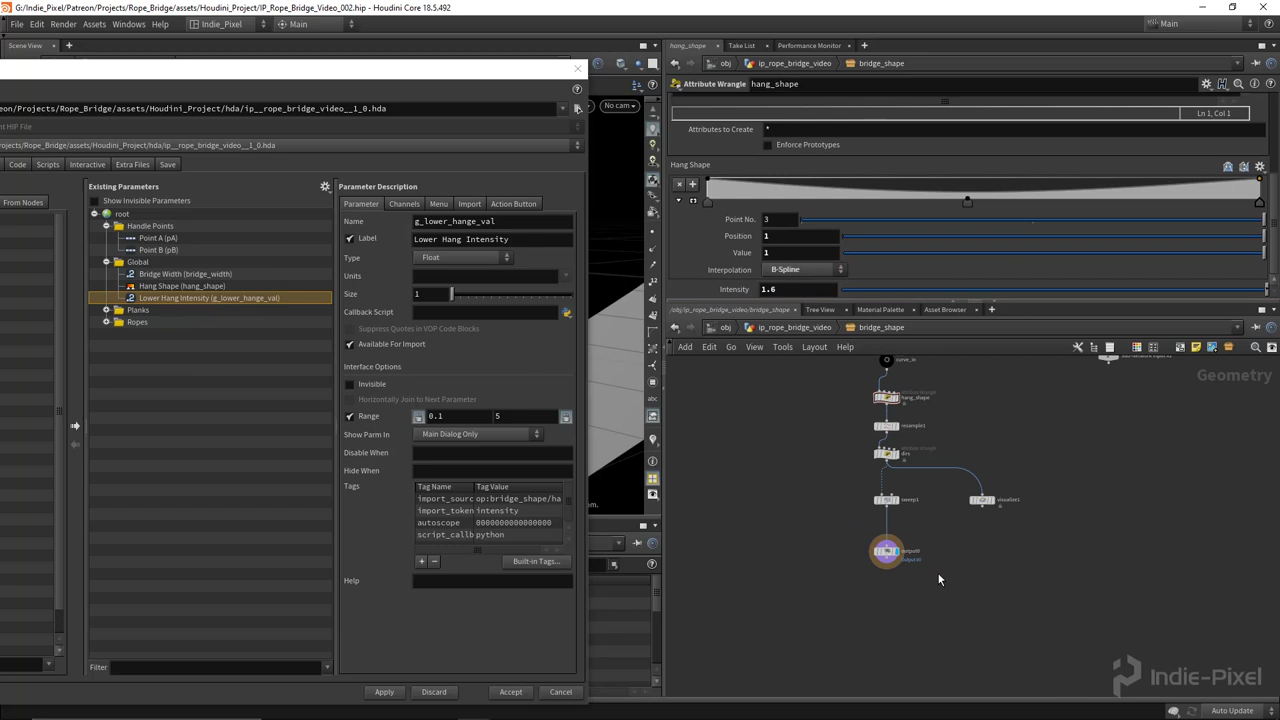 G:/Indie_Pixel/Patreon/Projects/Rope_Bridge/assets/Houdini_Project/IP_Rope_Bridge_Video_002.hip - Houdini Core 18.5.492
File Edit Render Assets Windows Help Indie_Pixel Main Main
Scene View
hang_shape Take List Performance Monitor
obj ip_rope_bridge_video bridge_shape
Attribute Wrangle hang_shape
eon/Projects/Rope_Bridge/assets/Houdini_Project/hda/ip__rope_bridge_video__1_0.hda
No cam
Ln 1, Col 1
nt HIP File
Attributes to Create *
rojects/Rope_Bridge/assets/Houdini_Project/hda/ip__rope_bridge_video__1_0.hda
Enforce Prototypes
Code Scripts Interactive Extra Files Save
Hang Shape
Existing Parameters Parameter Description
From Nodes Show Invisible Parameters
Parameter Channels Menu Import Action Button
root
Name g_lower_hange_val
Point No. 3
Handle Points
Point A (pA)
Label Lower Hang Intensity
Position 1
Point B (pB)
Value 1
Global
Type Float
Interpolation B-Spline
Bridge Width (bridge_width)
Units
Hang Shape (hang_shape)
Intensity 1.6
Lower Hang Intensity (g_lower_hange_val)
Size 1
Planks
Callback Script
/obj/ip_rope_bridge_video/bridge_shape Tree View Material Palette Asset Browser
Ropes
Suppress Quotes in VOP Code Blocks
obj ip_rope_bridge_video bridge_shape
Available For Import
Add Edit Go View Tools Layout Help
Interface Options
curve_in
Geometry
Invisible
Horizontally Join to Next Parameter
Attribute Wrangle
hang_shape
Range 0.1 5
resample1
Show Parm In Main Dialog Only
Disable When
Attribute Wrangle
dirs
Hide When
Tags Tag Name Tag Value
import_sourc op:bridge_shape/ha
sweep1 visualize1
import_token intensity
em.
autoscope 0000000000000000
script_callb python
output0
Output #0
Built-in Tags...
Help
Filter
Indie-Pixel
Apply Discard Accept Cancel
Auto Update